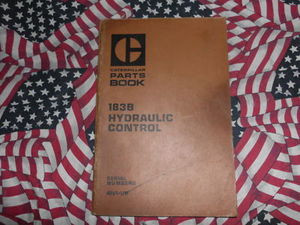 CATERPILLAR
PARTS
BOOK
183B
HYDRAULIC
CONTROL
SERIAL
NUMBERS